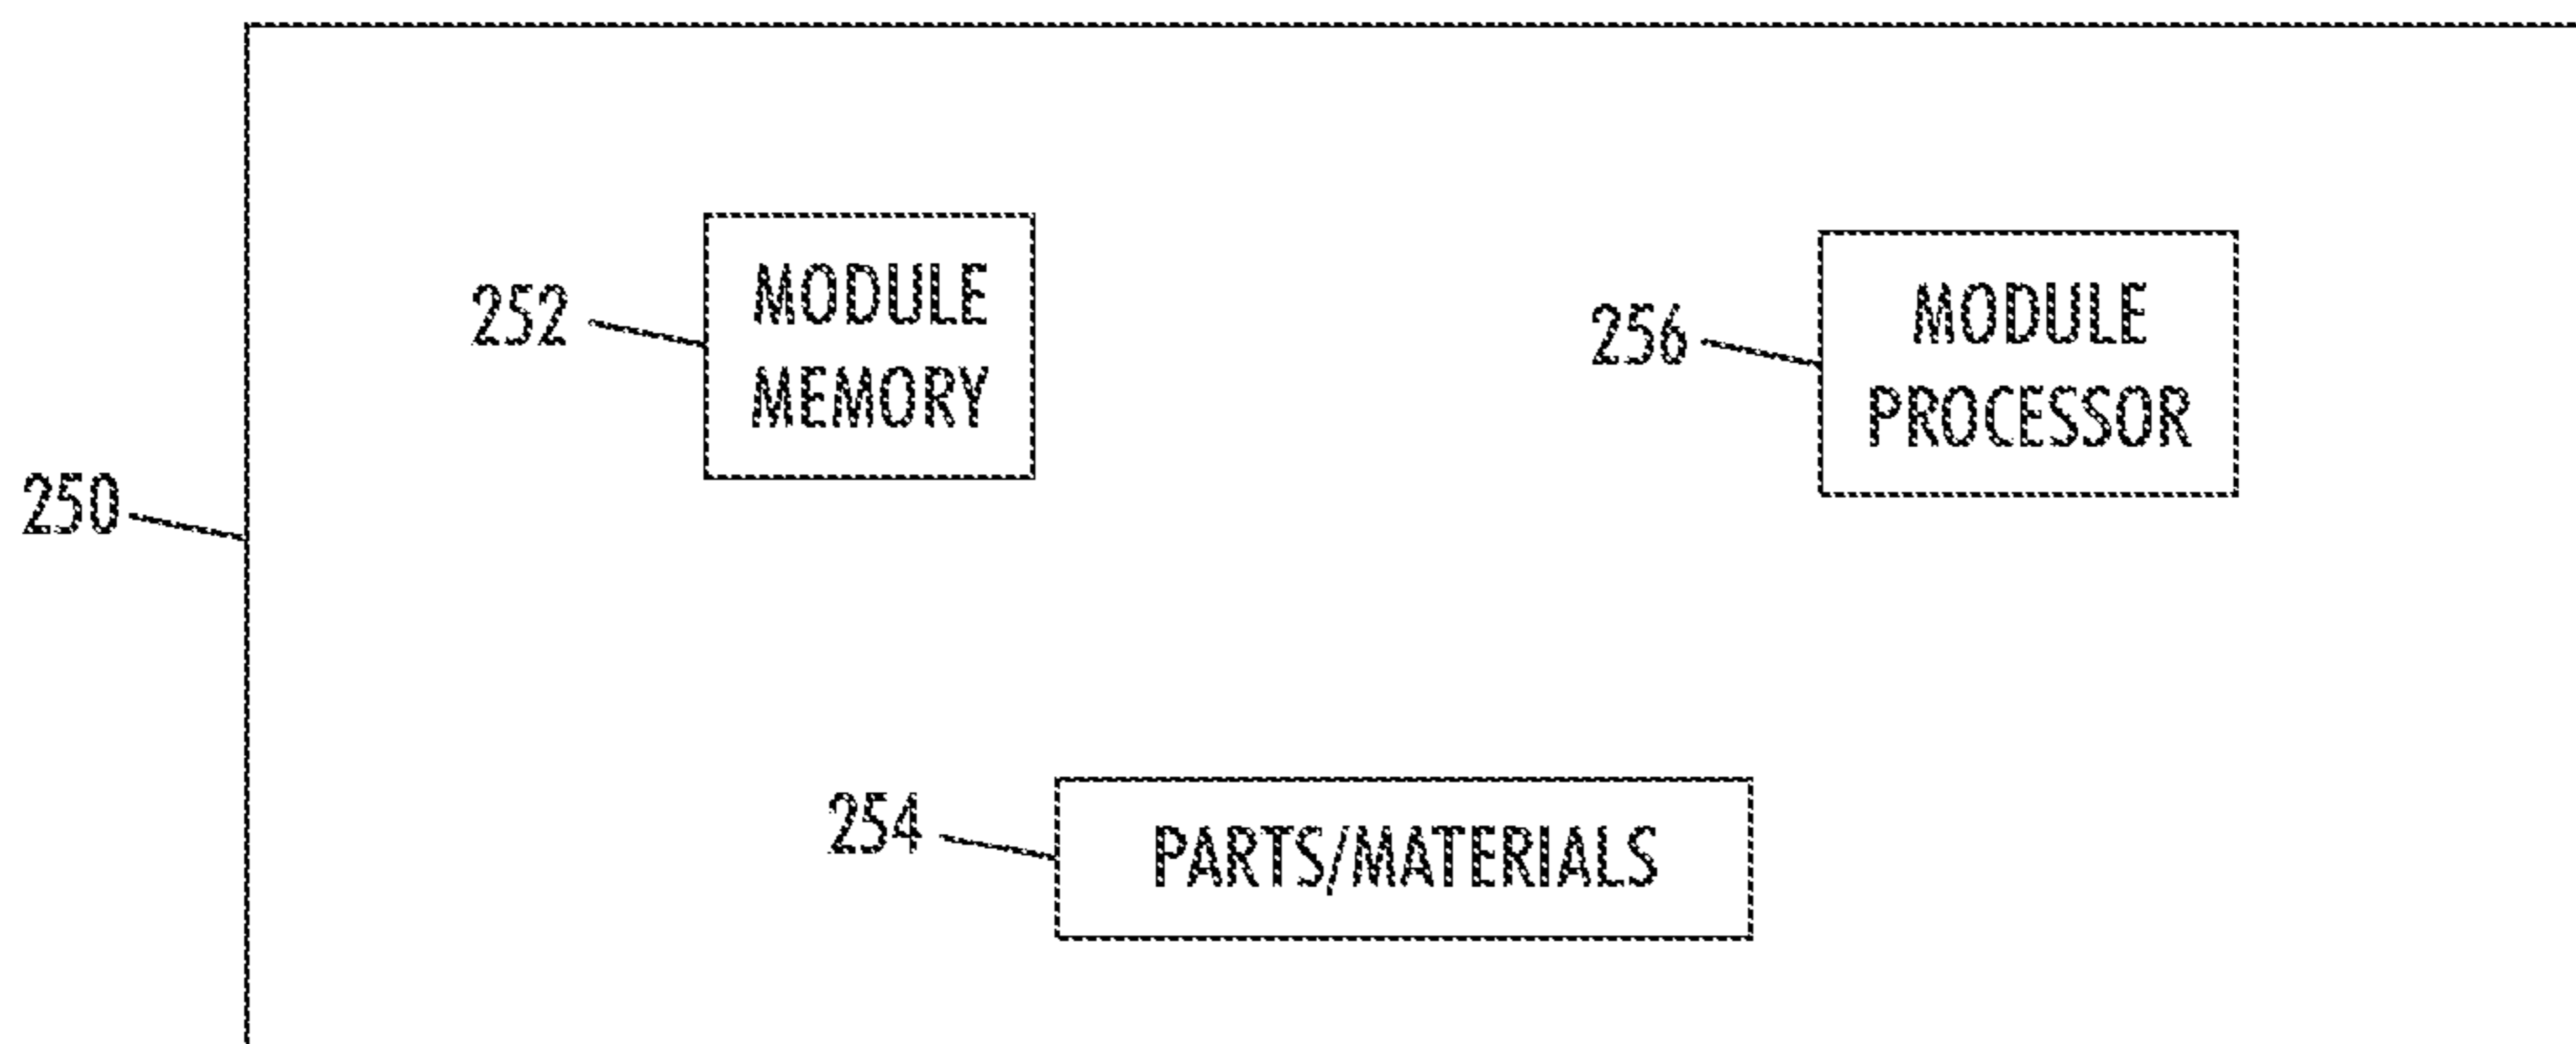 252
MODULE
MEMORY
256
MODULE
PROCESSOR
250
254
PARTS/MATERIALS